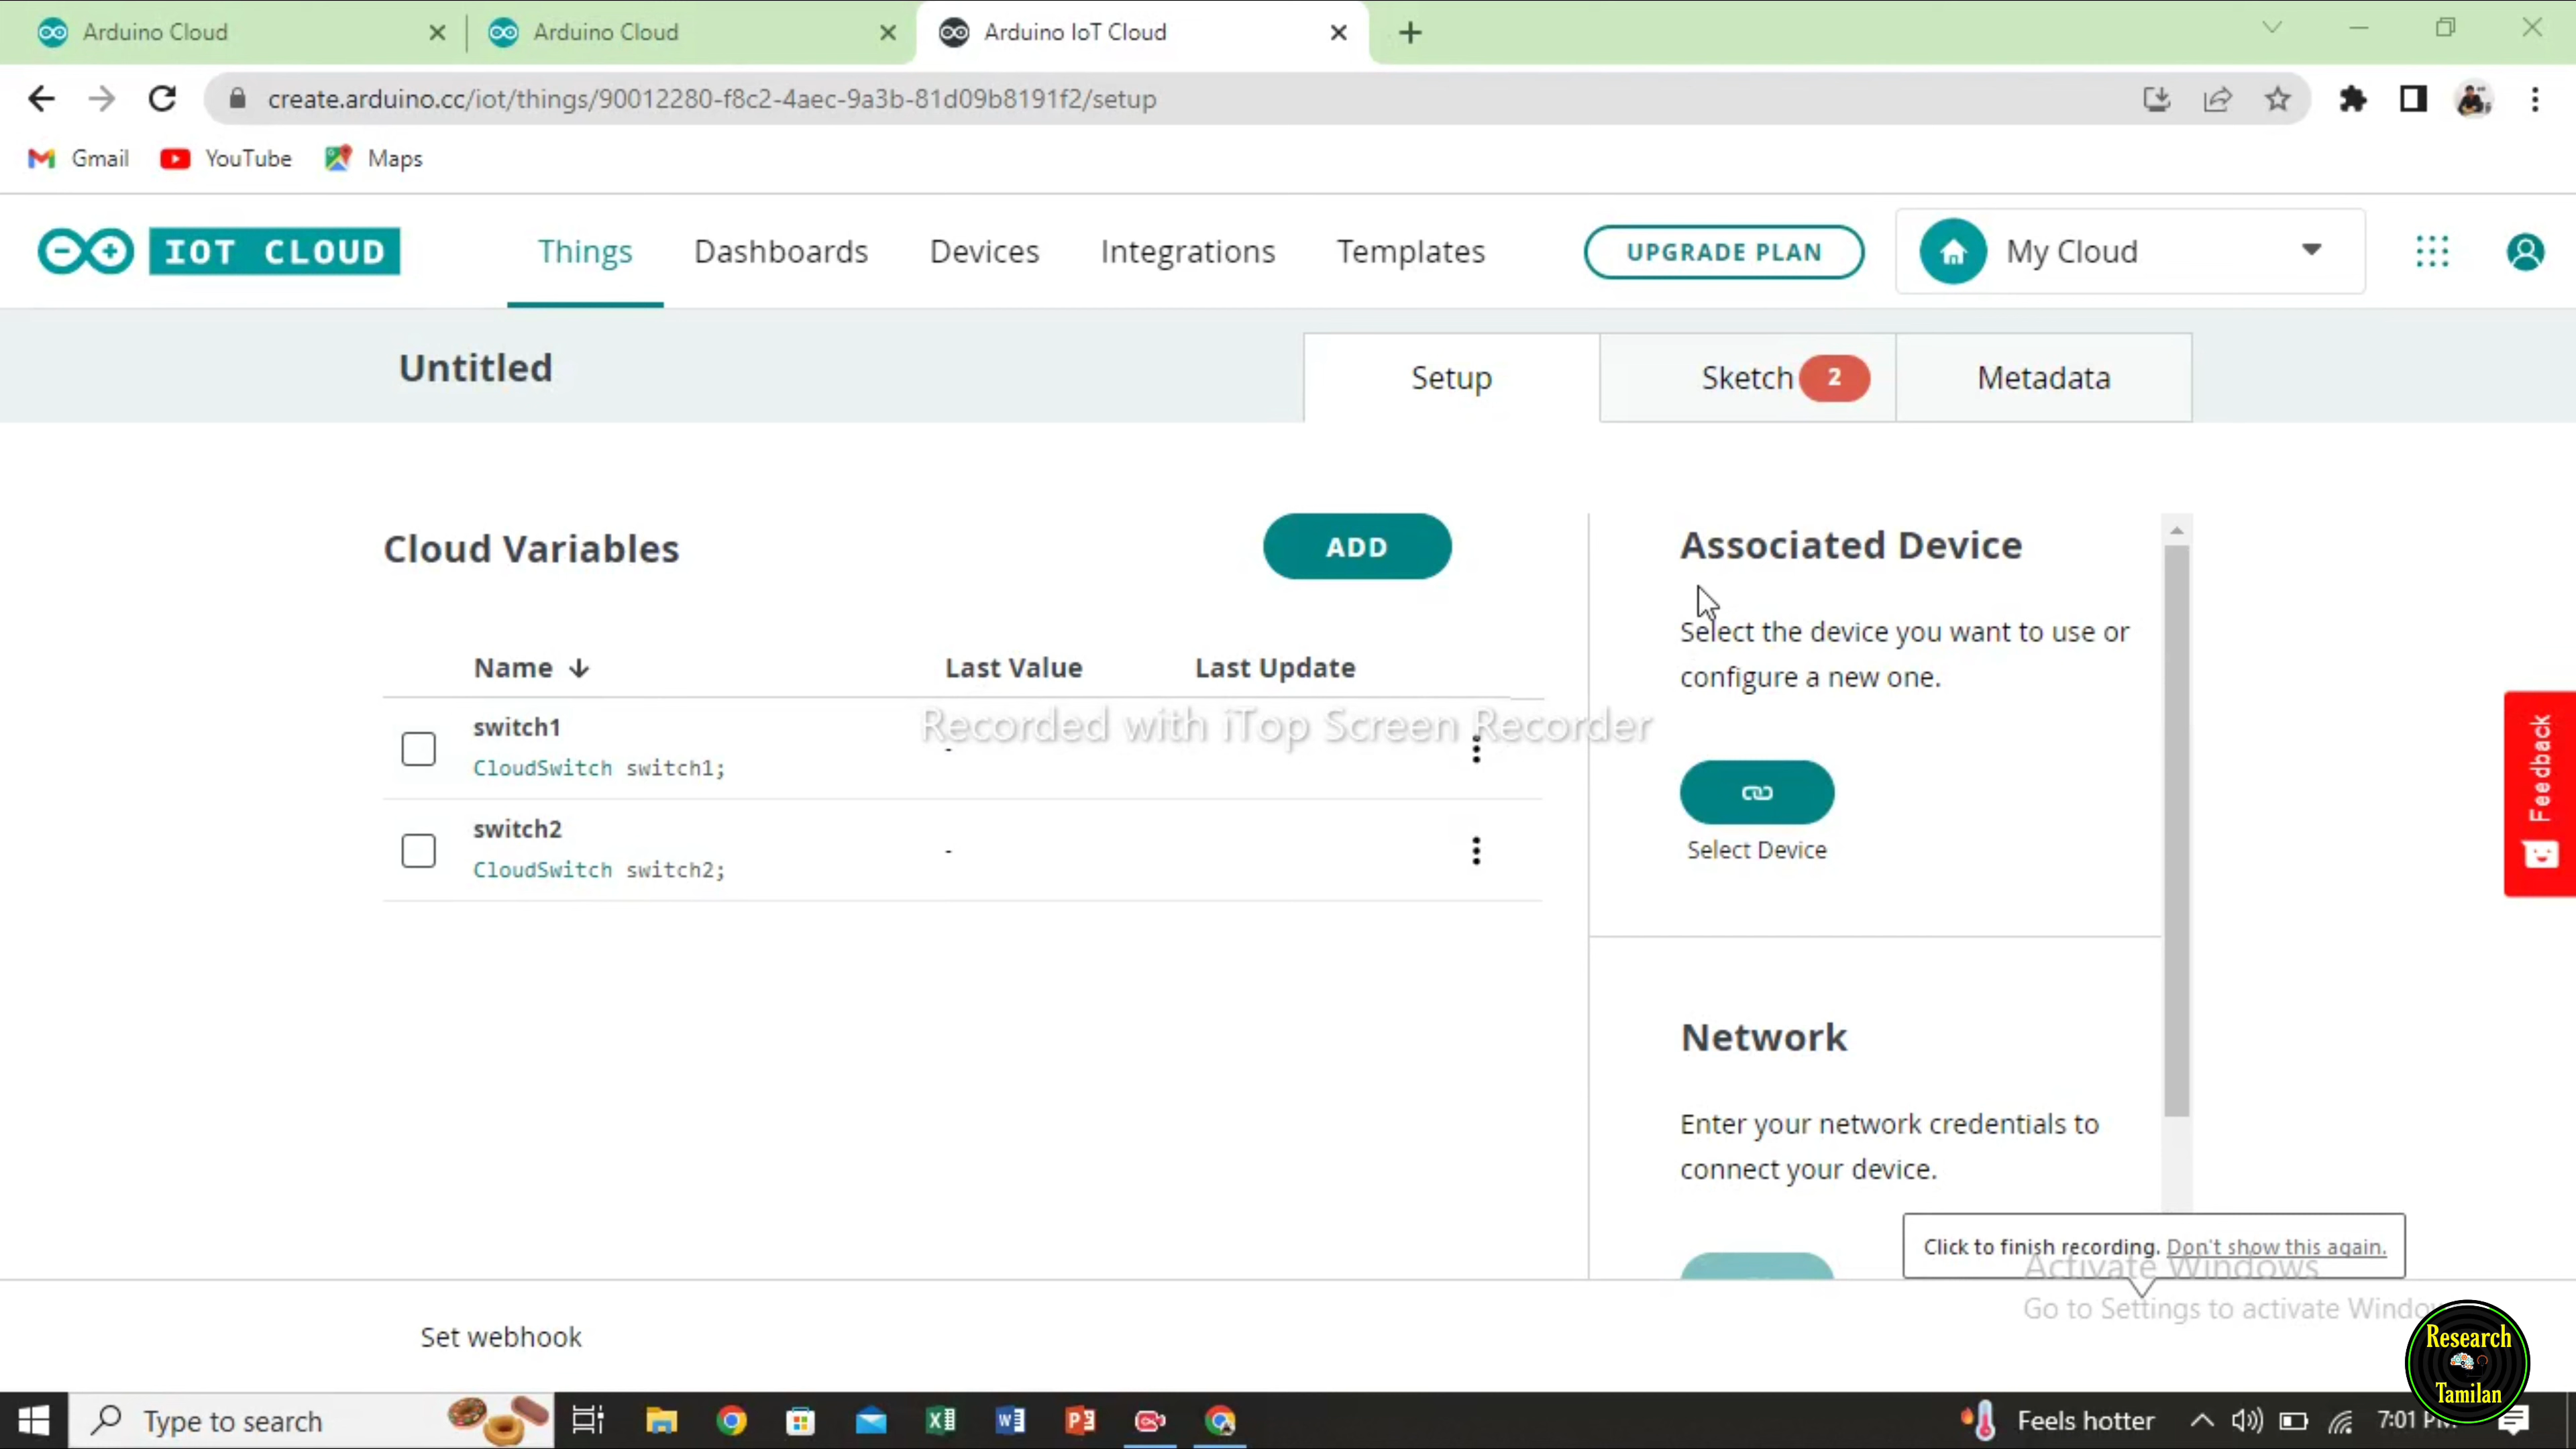 Arduino Cloud
Arduino Cloud
Arduino IoT Cloud
create.arduino.cc/iot/things/90012280-f8c2-4aec-9a3b-81d09b8191f2/setup
Gmail
YouTube
Maps
IOT CLOUD
Things
Dashboards
Devices
Integrations
Templates
UPGRADE PLAN
My Cloud
Untitled
Setup
Sketch 2
Metadata
Cloud Variables
ADD
Name
Last Value
Last Update
switch1
CloudSwitch switch1;
-
switch2
CloudSwitch switch2;
-
Recorded with iTop Screen Recorder
Associated Device
Select the device you want to use or
configure a new one.
Select Device
Network
Enter your network credentials to
connect your device.
Feedback
Click to finish recording. Don't show this again.
Activate Windows
Go to Settings to activate
Set webhook
Research
Tamilan
Type to search
Feels hotter
7:01